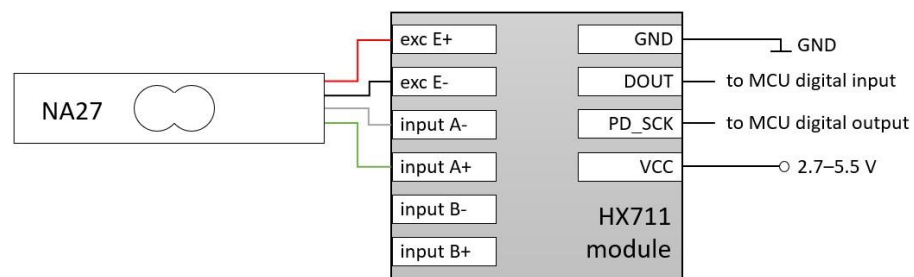 NA27
exc E+
exc E-
input A-
input A+
input B-
input B+
GND
DOUT
PD_SCK
VCC
HX711
module
GND
to MCU digital input
to MCU digital output
2.7–5.5 V